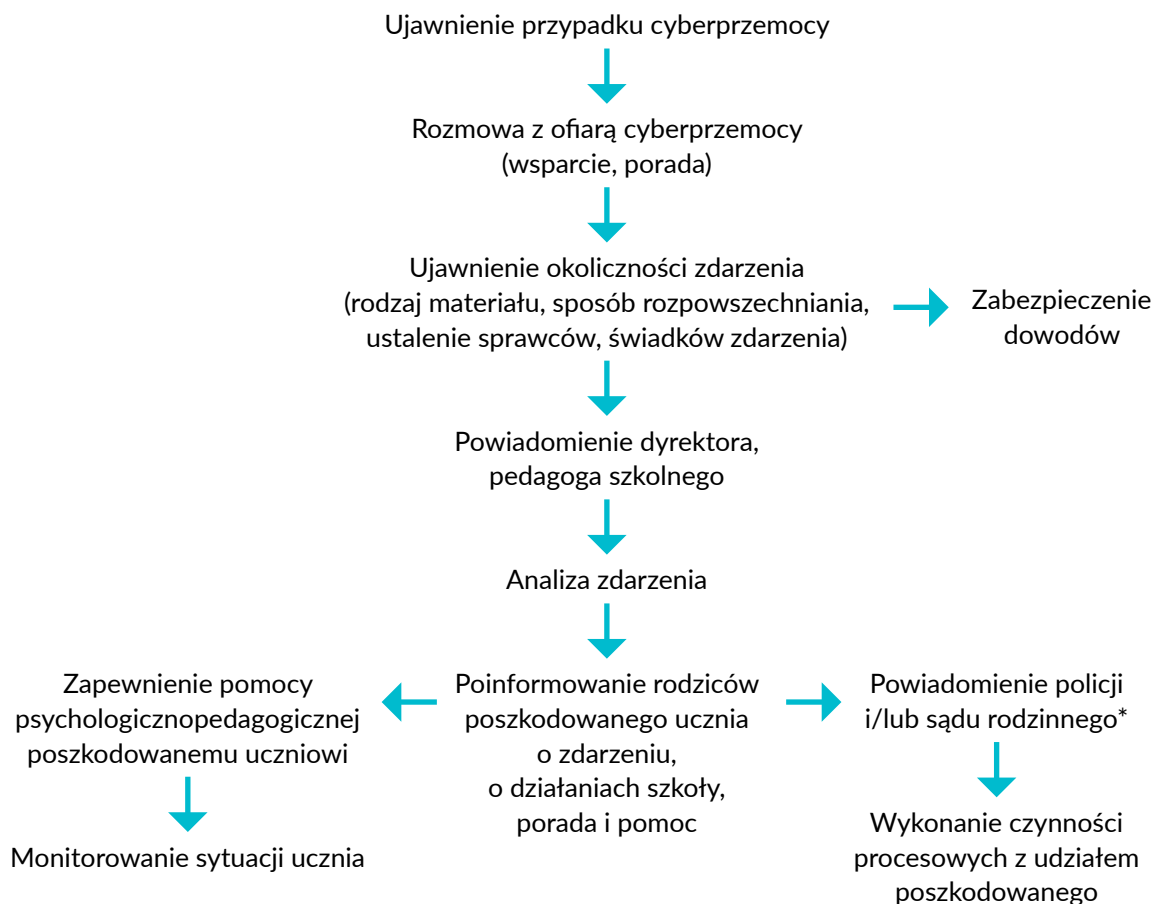 Ujawnienie przypadku cyberprzemocy
Rozmowa z ofiarą cyberprzemocy
(wsparcie, porada)
Ujawnienie okoliczności zdarzenia
(rodzaj materiału, sposób rozpowszechniania,
ustalenie sprawców, świadków zdarzenia)
Zabezpieczenie
dowodów
Powiadomienie dyrektora,
pedagoga szkolnego
Analiza zdarzenia
Zapewnienie pomocy
psychologicznopedagogicznej
poszkodowanemu uczniowi
Poinformowanie rodziców
poszkodowanego ucznia
o zdarzeniu,
o działaniach szkoły,
porada i pomoc
Powiadomienie policji
i/lub sądu rodzinnego*
Monitorowanie sytuacji ucznia
Wykonanie czynności
procesowych z udziałem
poszkodowanego